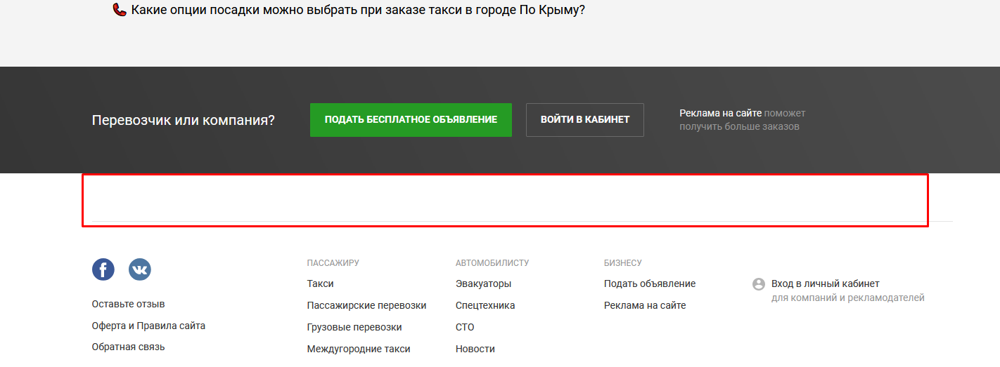 Какие опции посадки можно выбрать при заказе такси в городе По Крыму?
Перевозчик или компания?
ПОДАТЬ БЕСПЛАТНОЕ ОБЪЯВЛЕНИЕ
ВОЙТИ В КАБИНЕТ
Реклама на сайте поможет
получить больше заказов
Оставьте отзыв
Оферта и Правила сайта
Обратная связь
ПАССАЖИРУ
Такси
Пассажирские перевозки
Грузовые перевозки
Междугородние такси
АВТОМОБИЛИСТУ
Эвакуаторы
Спецтехника
СТО
Новости
БИЗНЕСУ
Подать объявление
Реклама на сайте
Вход в личный кабинет
для компаний и рекламодателей